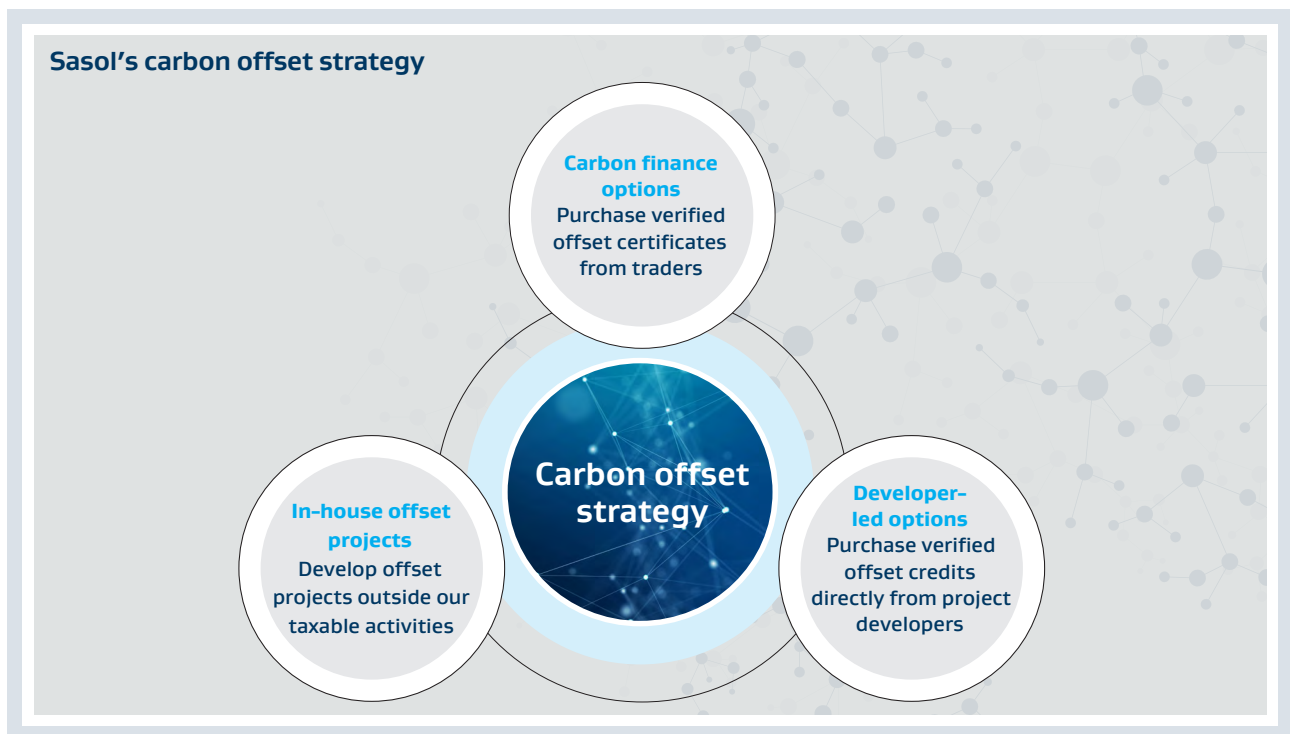 Sasol’s carbon offset strategy
Carbon finance
options
Purchase verified
offset certificates
from traders
Carbon offset
strategy
In-house offset
projects
Develop offset
projects outside our
taxable activities
Developer-
led options
Purchase verified
offset credits
directly from project
developers